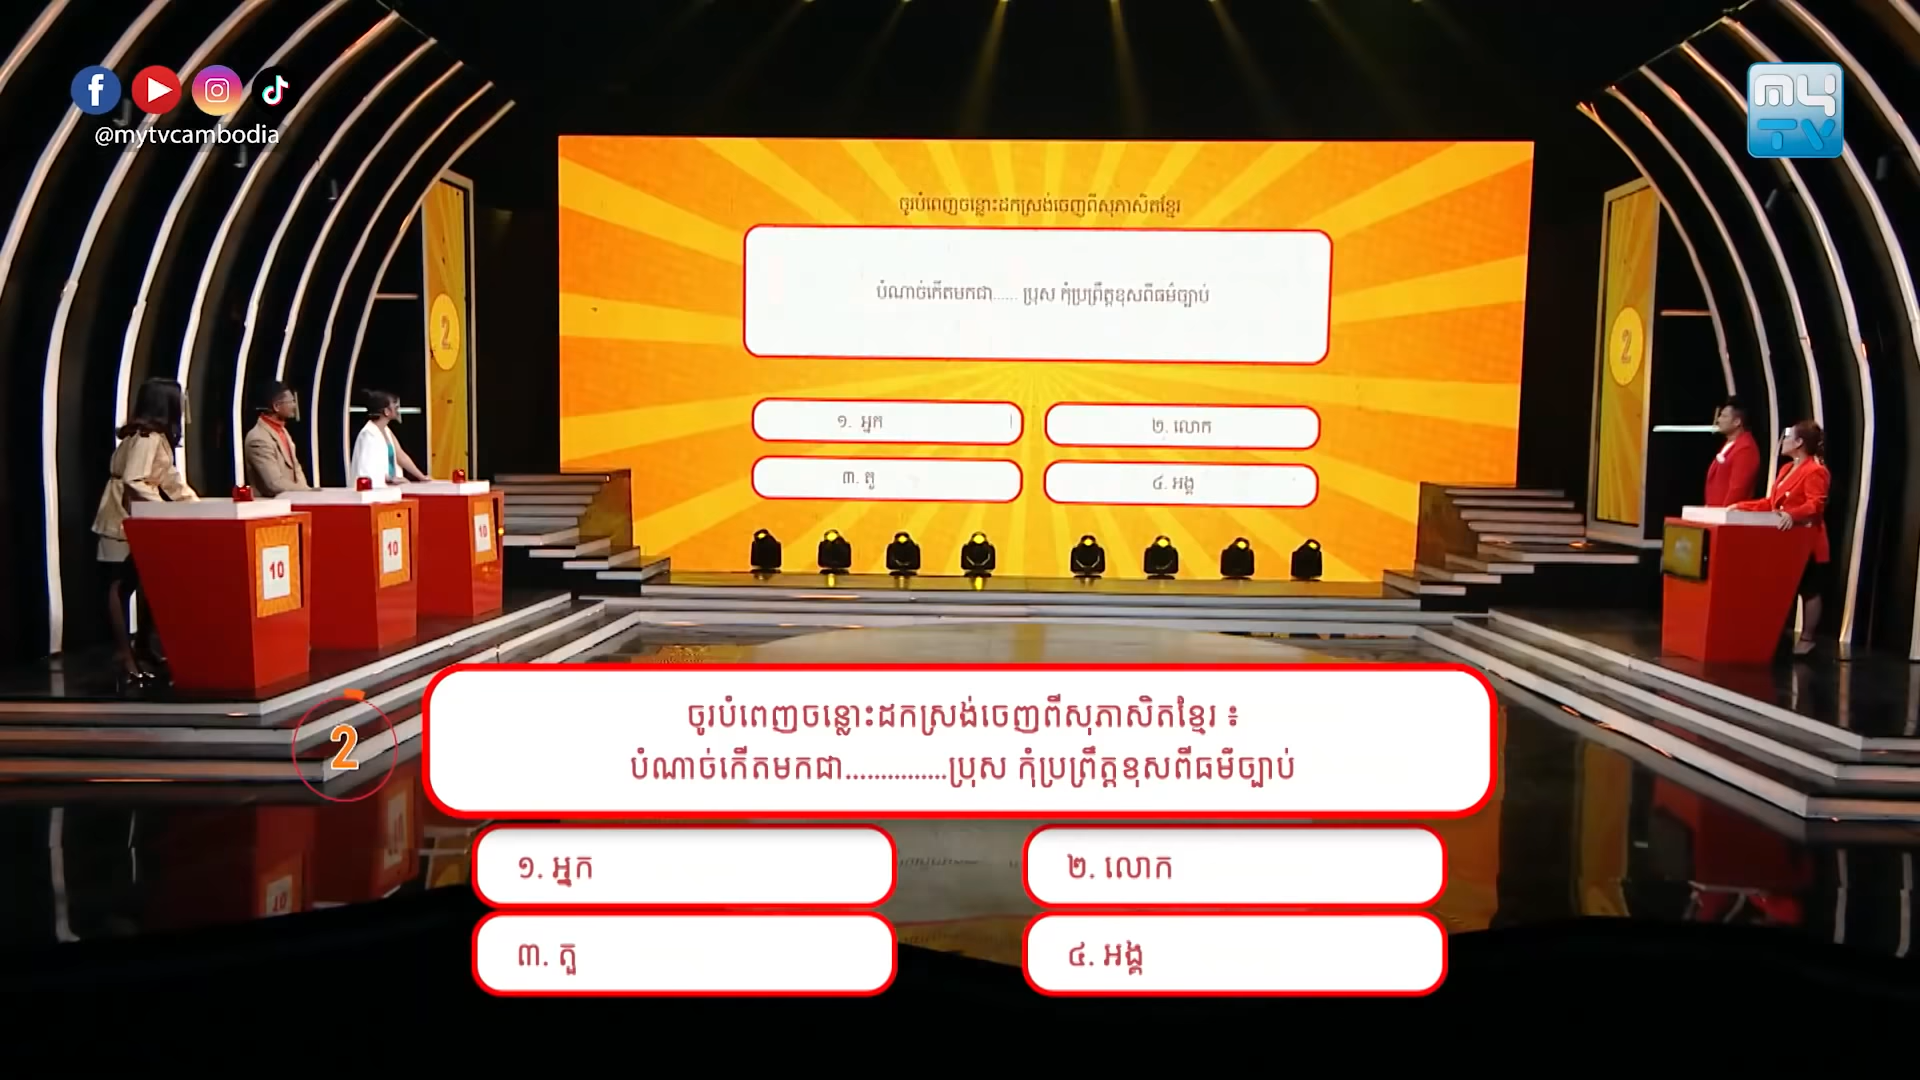 @mytvcambodia
MYTV
ចូរបំពេញចន្លោះដកស្រង់ចេញពីសុភាសិតខ្មែរ
បំណាច់កើតមកជា...... ប្រុស កុំប្រព្រឹត្តខុសពីធម៌ច្បាប់
១. អ្នក
២. លោក
៣. តួ
៤. អង្គ
2
2
10
10
10
2
ចូរបំពេញចន្លោះដកស្រង់ចេញពីសុភាសិតខ្មែរ ៖
បំណាច់កើតមកជា...............ប្រុស កុំប្រព្រឹត្តខុសពីធម៌ច្បាប់
១. អ្នក
២. លោក
៣. តួ
៤. អង្គ